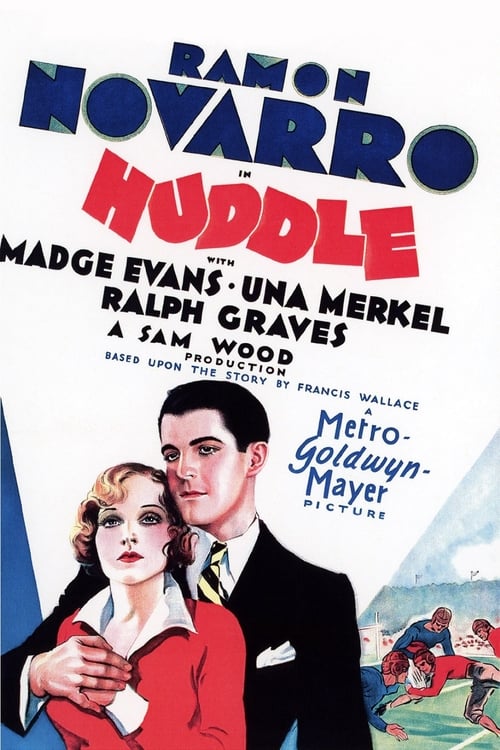 RAMON
NOVARRO
IN
HUDDLE
WITH
MADGE EVANS · UNA MERKEL
RALPH GRAVES
A SAM WOOD
PRODUCTION
BASED UPON THE STORY BY FRANCIS WALLACE
A
Metro-
Goldwyn-
Mayer
PICTURE